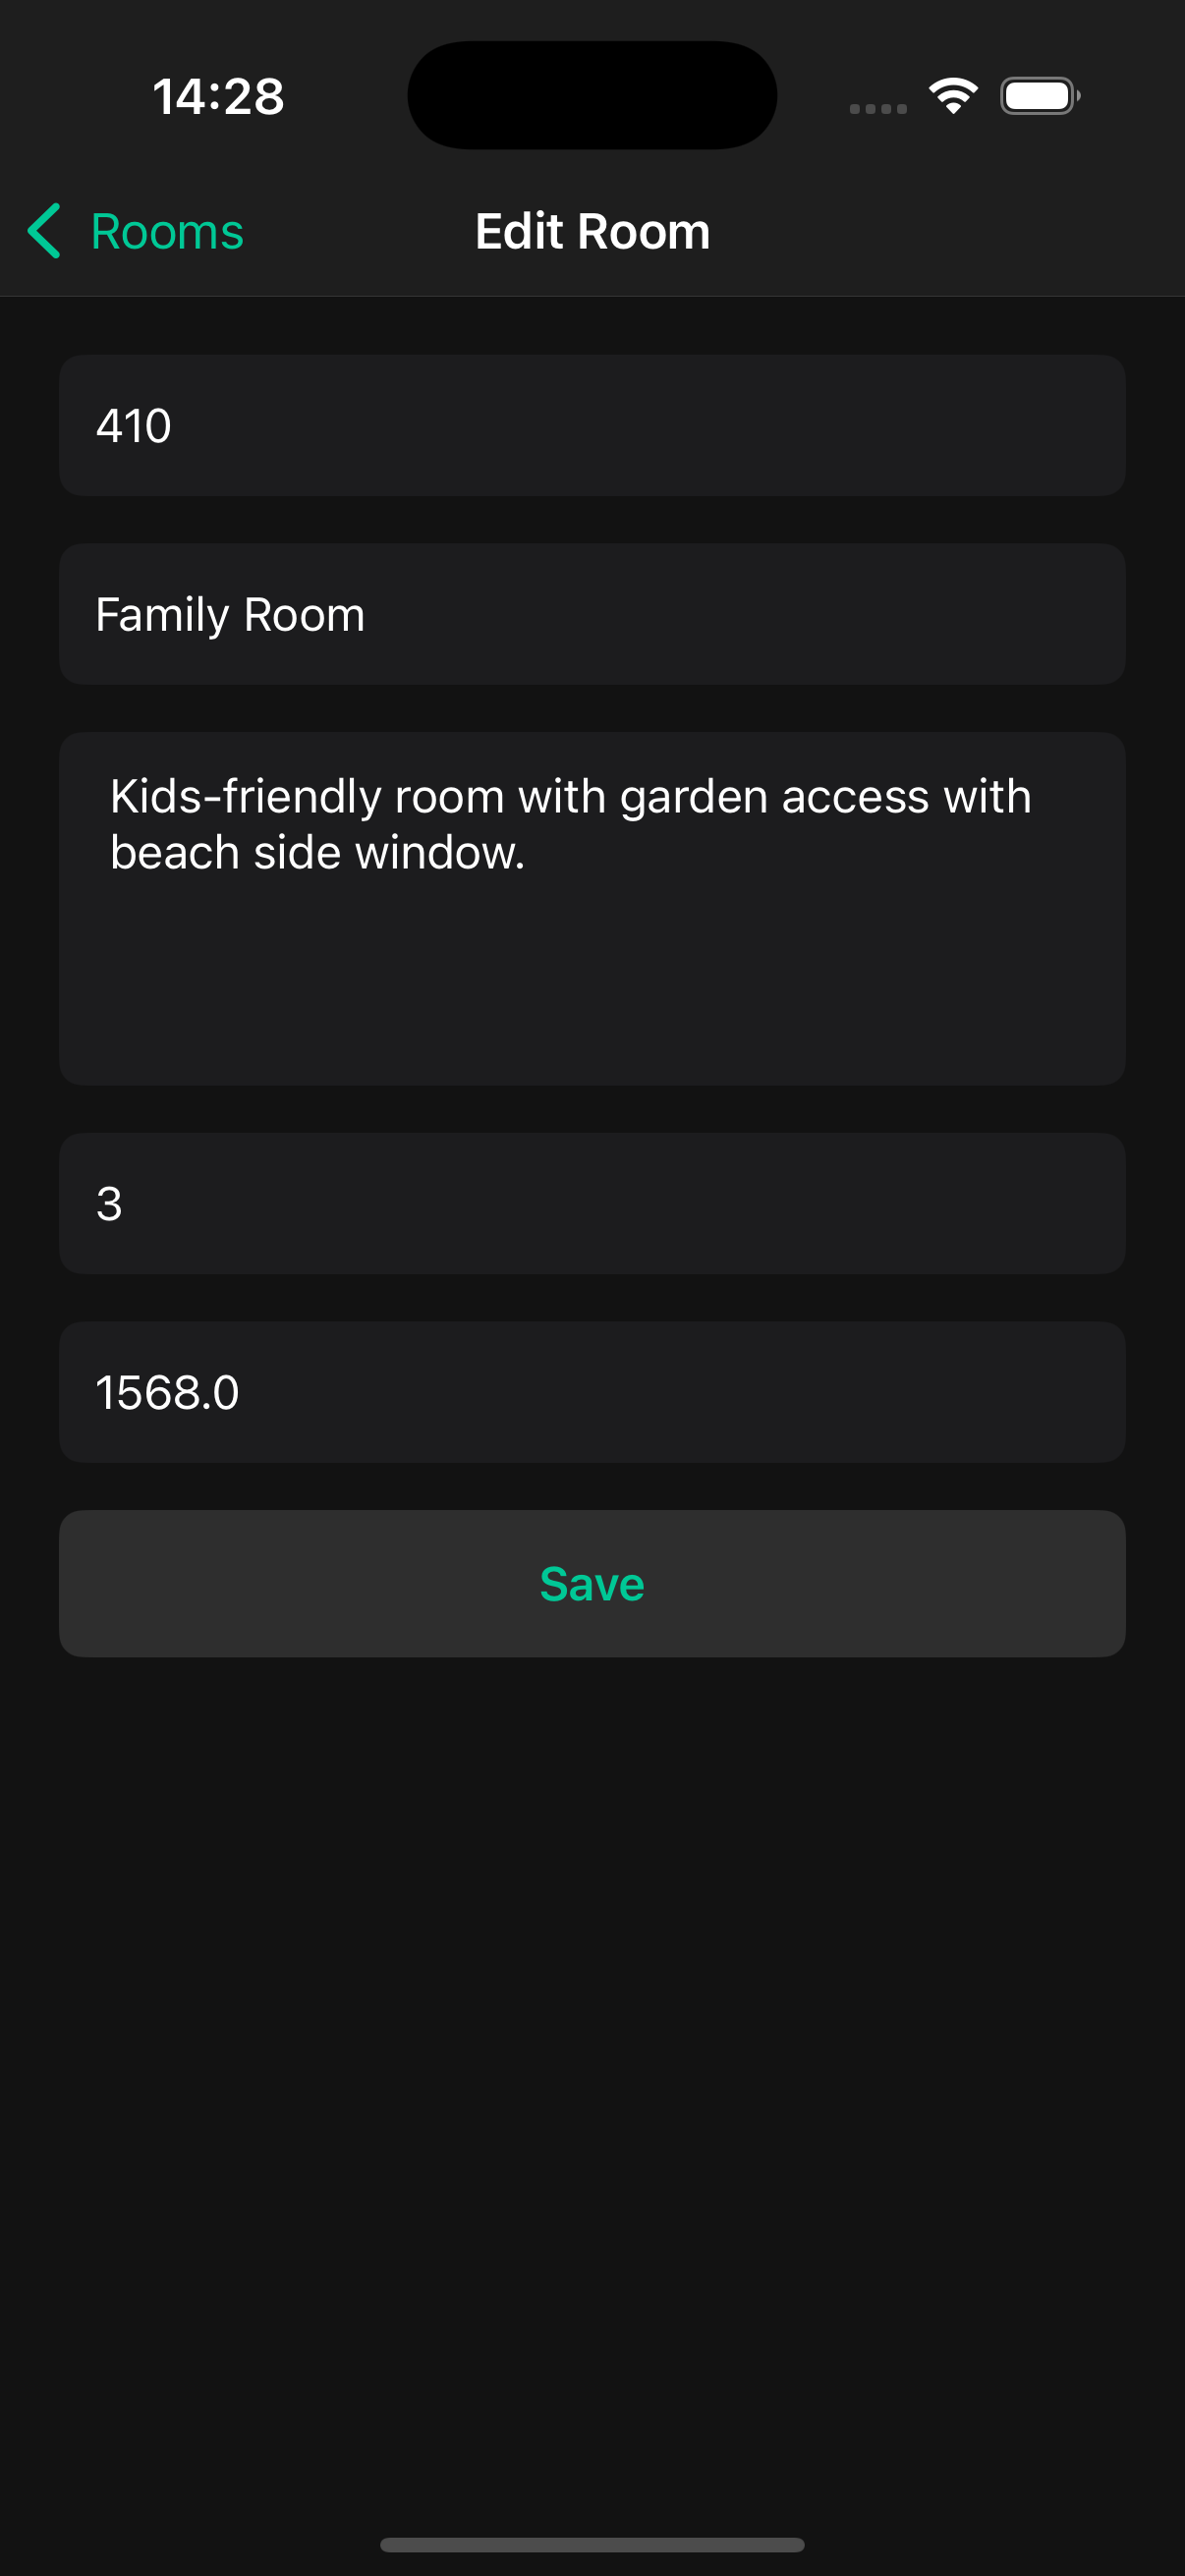 14:28
Rooms
Edit Room
410
Family Room
Kids-friendly room with garden access with
beach side window.
3
1568.0
Save